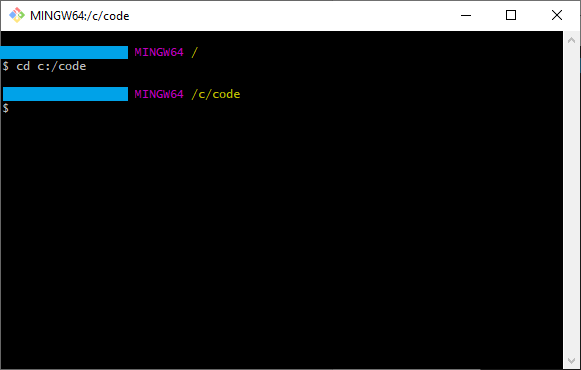 MINGW64:/c/code
MINGW64 /
$ cd c:/code
MINGW64 /c/code
$